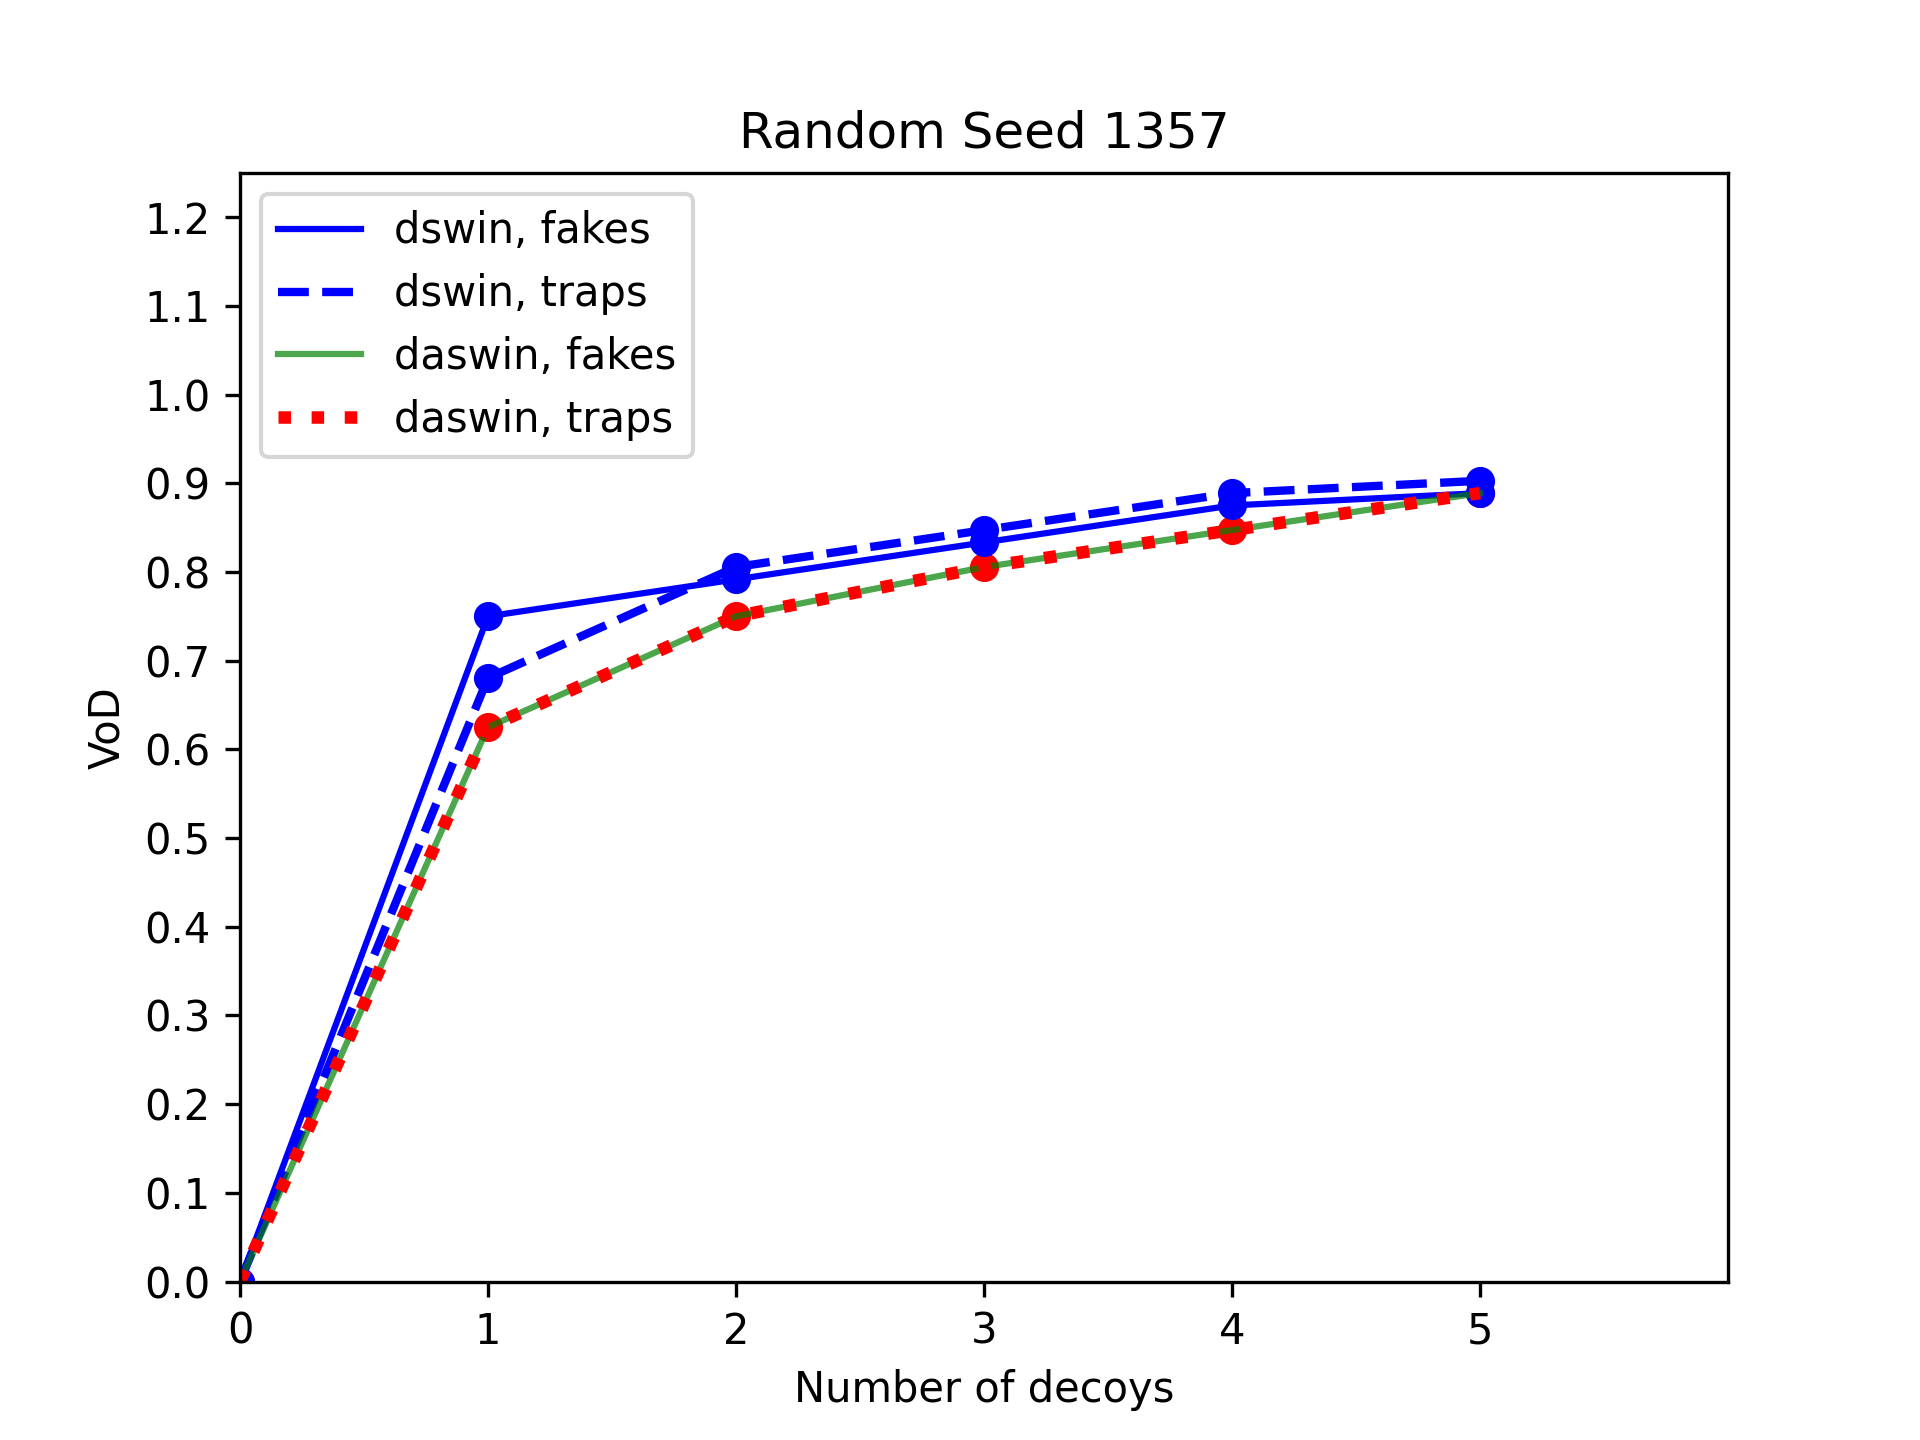 Random Seed 1357
dswin, fakes
dswin, traps
daswin, fakes
daswin, traps
1.2
1.1
1.0
0.9
0.8
0.7
0.6
0.5
0.4
0.3
0.2
0.1
0.0
VoD
0 1 2 3 4 5
Number of decoys